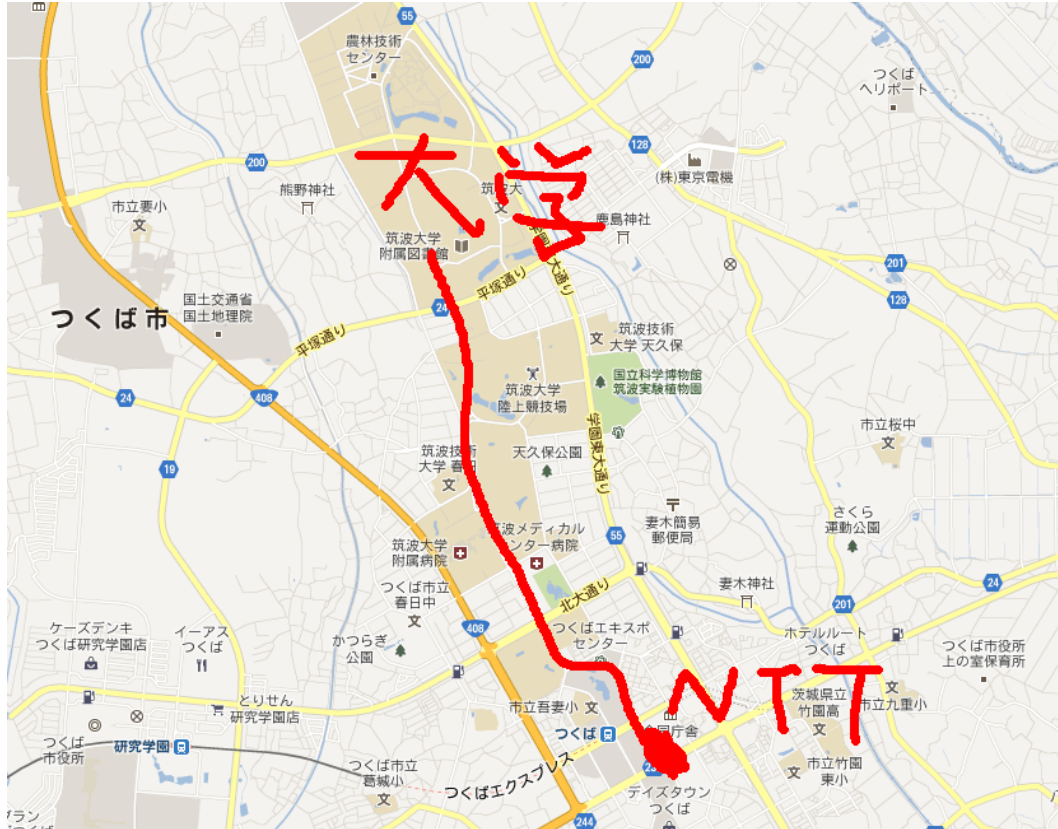 55
農林技術
センター
200
つくば
ヘリポート
128
(株)東京電機
大学
200
熊野神社
筑波大
市立要小
鹿島神社
筑波大学
附属図書館
学園東大通り
201
平塚通り
24
128
国土交通省
国土地理院
つくば市
平塚通り
筑波技術
大学 天久保
国立科学博物館
筑波実験植物園
筑波大学
陸上競技場
408
24
学園東大通り
市立桜中
筑波技術
大学 春日
天久保公園
19
妻木簡易
郵便局
さくら
運動公園
筑波大学
附属病院
筑波メディカル
センター病院
55
つくば市立
春日中
北大通り
妻木神社
24
201
408
ケーズデンキ
つくば研究学園店
イーアス
つくば
かつらぎ
公園
つくばエキスポ
センター
ホテルルート
つくば
つくば市役所
上の室保育所
NTT
とりせん
研究学園店
市立吾妻小
茨城県立
竹園高
市立九重小
つくば
市役所
研究学園
つくば
つくば市立
葛城小
つくばエクスプレス
市立竹園
東小
デイズタウン
つくば
244